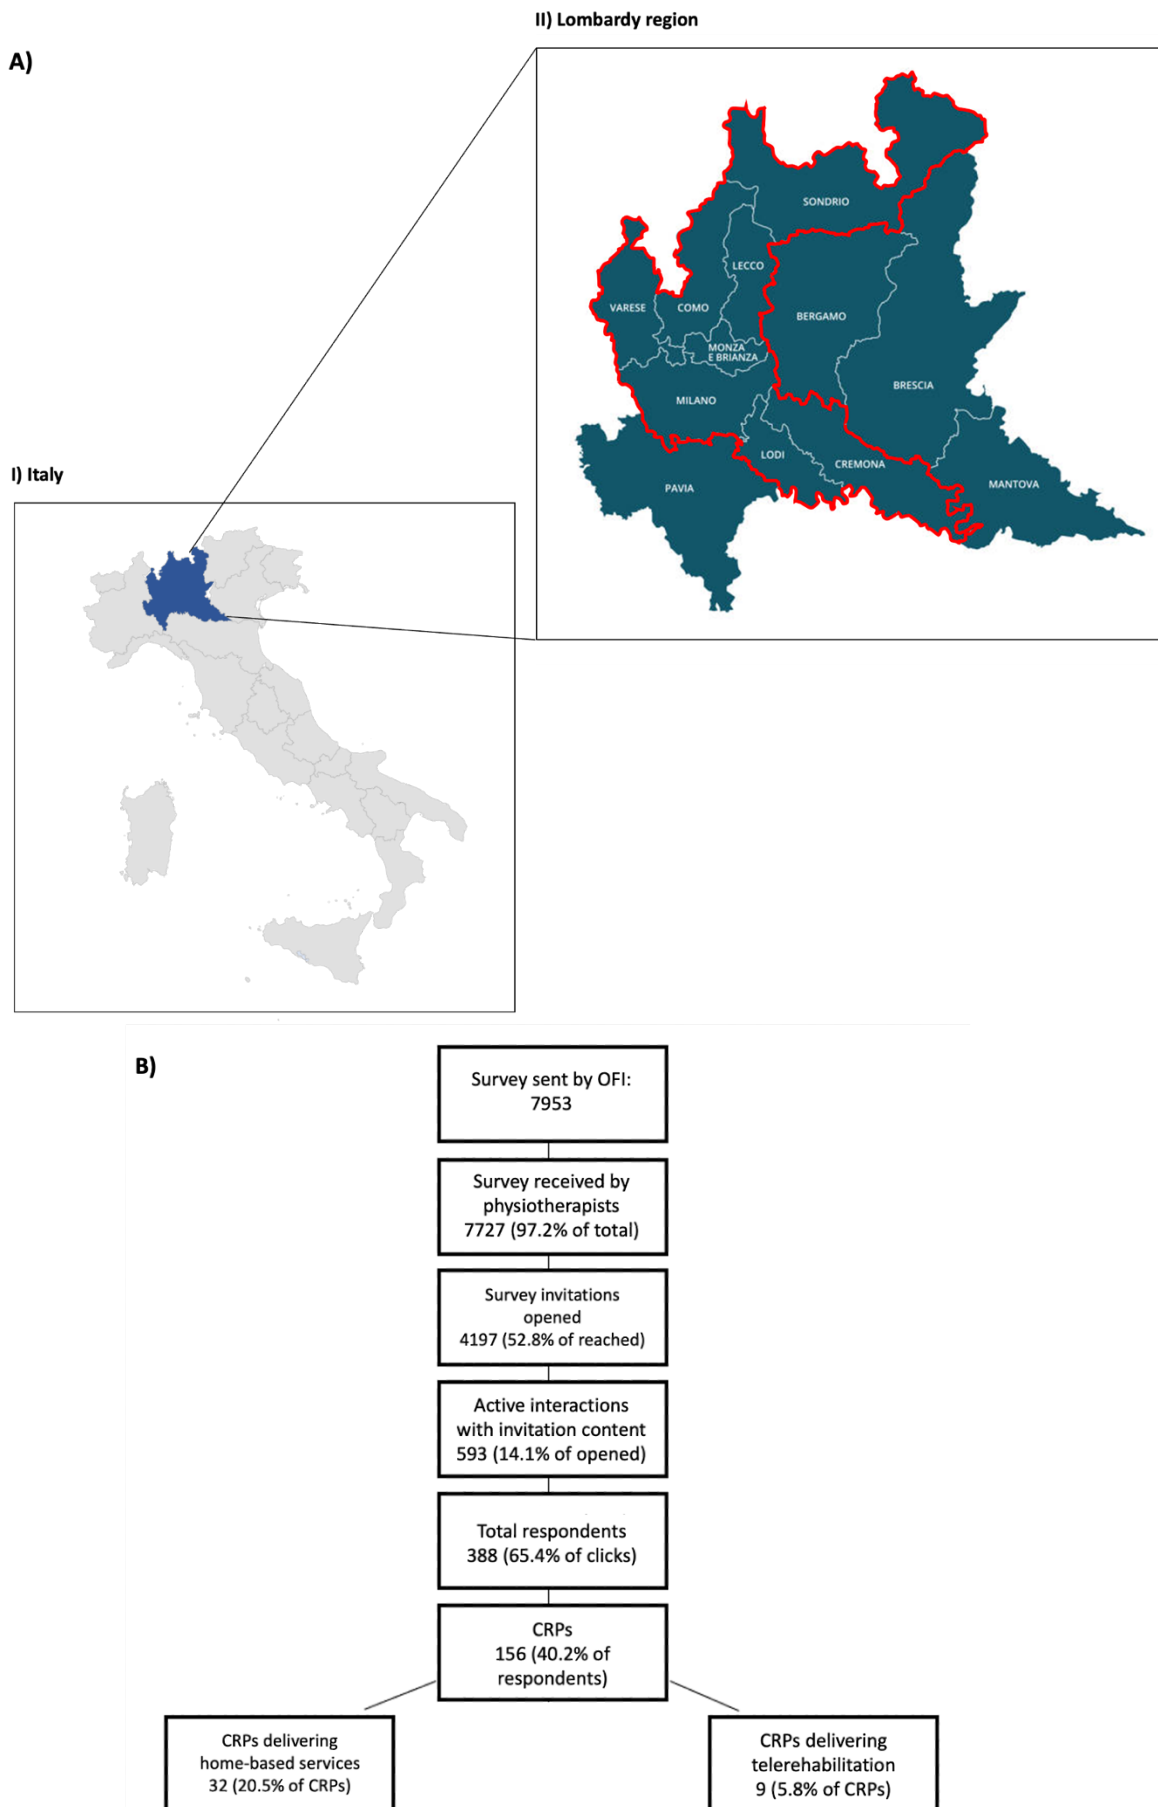 II) Lombardy region
A)
SONDRIO
LECCO
VARESE
COMO
BERGAMO
MONZA
E BRIANZA
BRESCIA
MILANO
LODI
CREMONA
PAVIA
MANTOVA
I) Italy
B)
Survey sent by OFI:
7953
Survey received by
physiotherapists
7727 (97.2% of total)
Survey invitations
opened
4197 (52.8% of reached)
Active interactions
with invitation content
593 (14.1% of opened)
Total respondents
388 (65.4% of clicks)
CRPs
156 (40.2% of
respondents)
CRPs delivering
home-based services
32 (20.5% of CRPs)
CRPs delivering
telerehabilitation
9 (5.8% of CRPs)